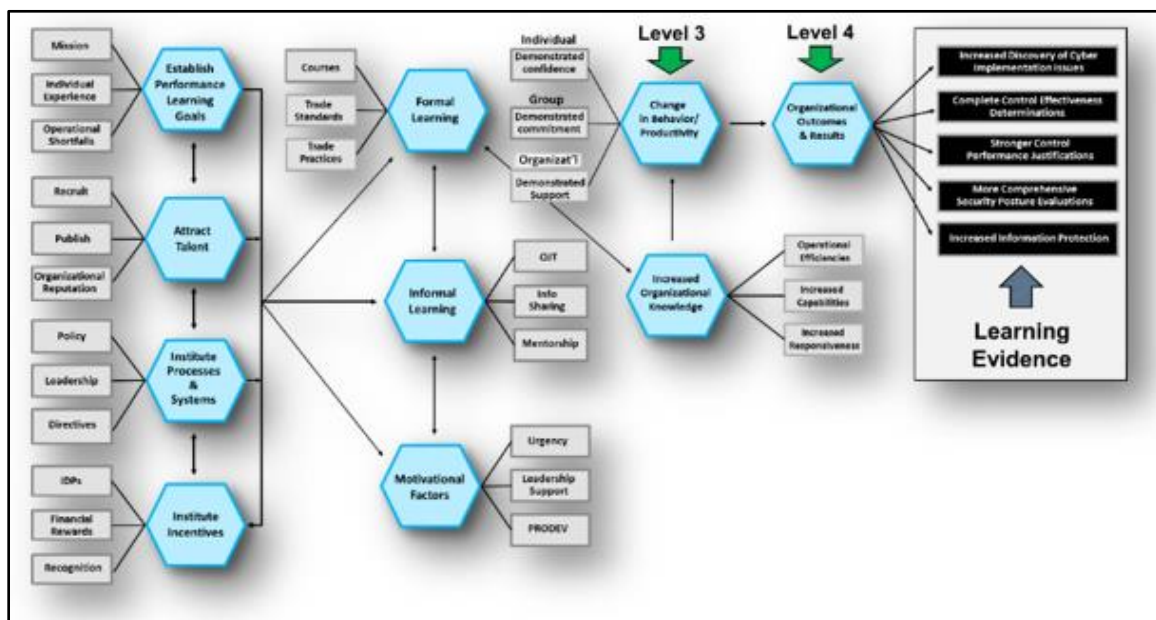 Mission
Individual
Experience
Operational
Shortfalls
Establish
Performance
Learning
Goals
Recruit
Publish
Organizational
Reputation
Attract
Talent
Policy
Leadership
Directives
Institute
Processes
&
Systems
IDPs
Financial
Rewards
Recognition
Institute
Incentives
Courses
Trade
Standards
Trade
Practices
Formal
Learning
Informal
Learning
OJT
Info
Sharing
Mentorship
Motivational
Factors
Urgency
Leadership
Support
PRODEV
Individual
Demonstrated
confidence
Group
Demonstrated
commitment
Organizat'l
Demonstrated
Support
Level 3
Change
in Behavior/
Productivity
Increased
Organizational
Knowledge
Operational
Efficiencies
Increased
Capabilities
Increased
Responsiveness
Level 4
Organizational
Outcomes
& Results
Increased Discovery of Cyber
Implementation Issues
Complete Control Effectiveness
Determinations
Stronger Control
Performance Justifications
More Comprehensive
Security Posture Evaluations
Increased Information Protection
Learning
Evidence